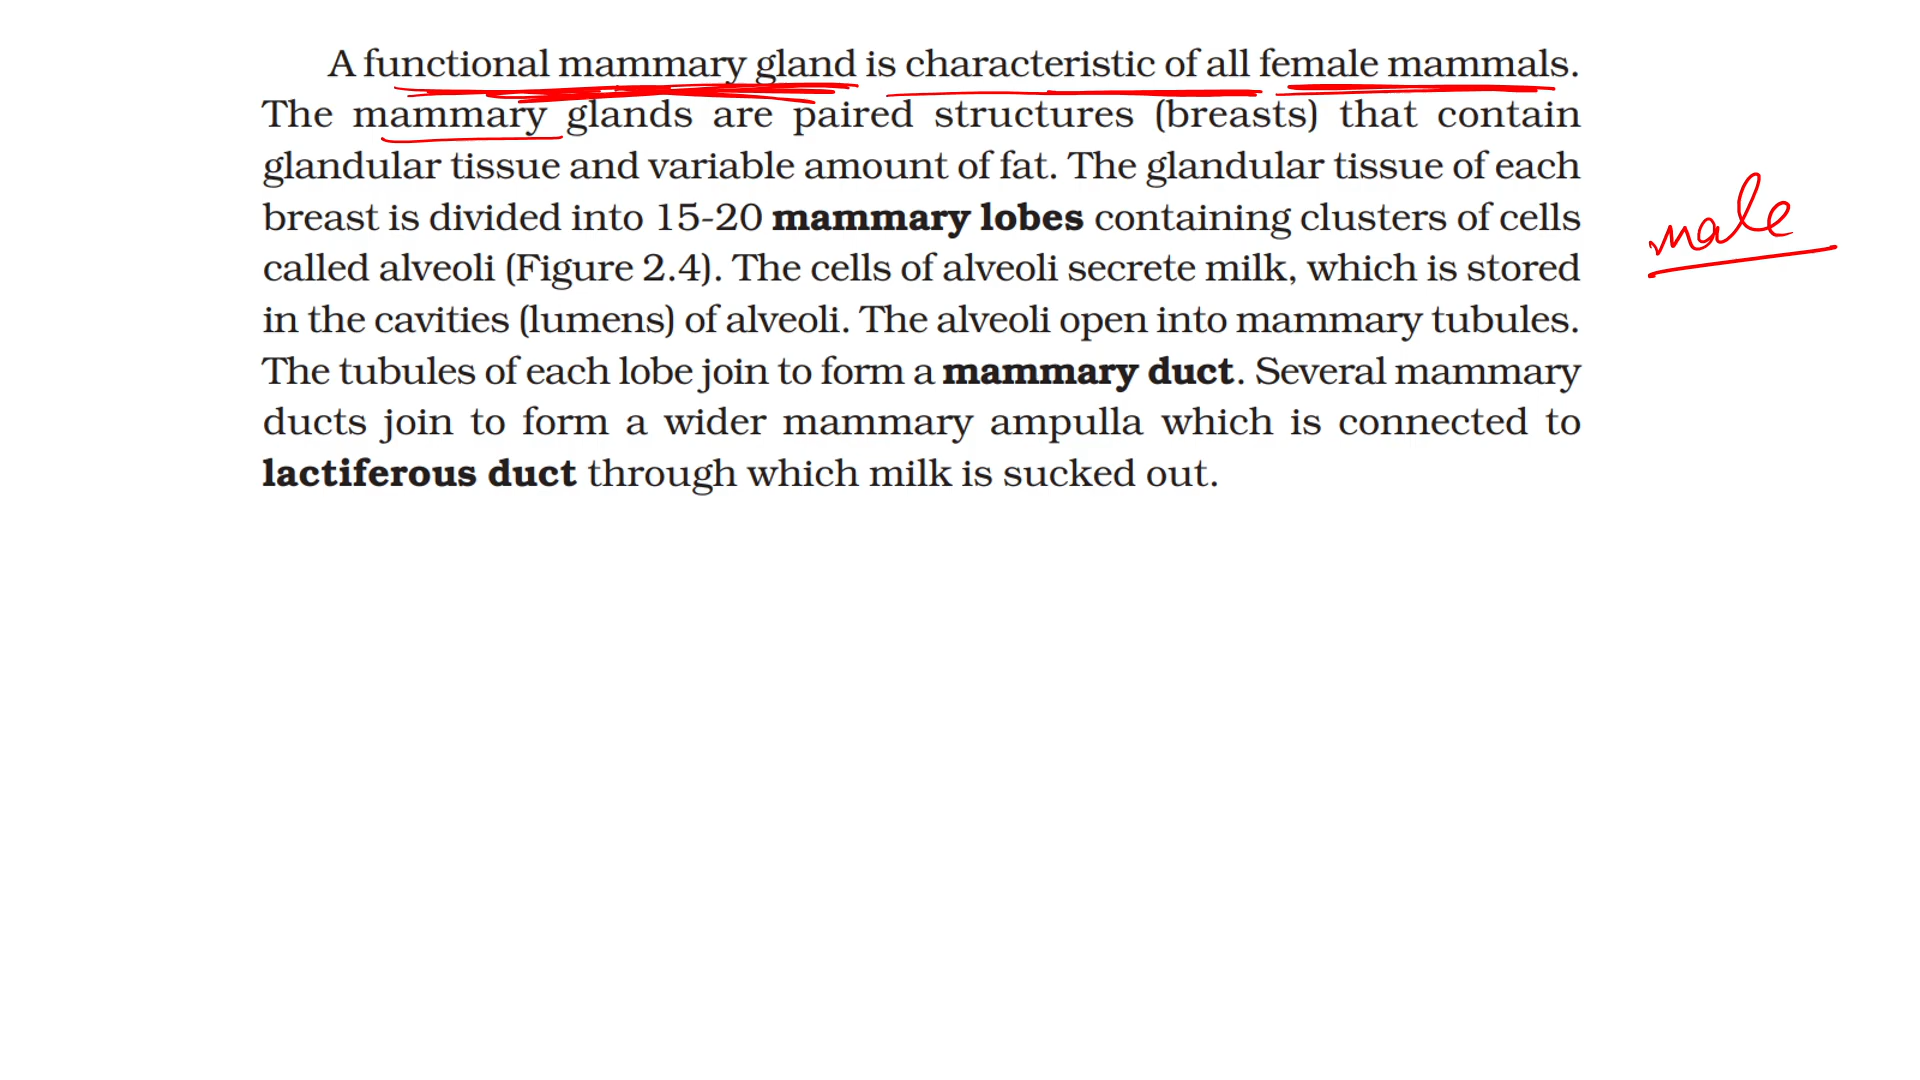 A functional mammary gland is characteristic of all female mammals.
The mammary glands are paired structures (breasts) that contain
glandular tissue and variable amount of fat. The glandular tissue of each
breast is divided into 15-20 mammary lobes containing clusters of cells
called alveoli (Figure 2.4). The cells of alveoli secrete milk, which is stored
in the cavities (lumens) of alveoli. The alveoli open into mammary tubules.
The tubules of each lobe join to form a mammary duct. Several mammary
ducts join to form a wider mammary ampulla which is connected to
lactiferous duct through which milk is sucked out.
male